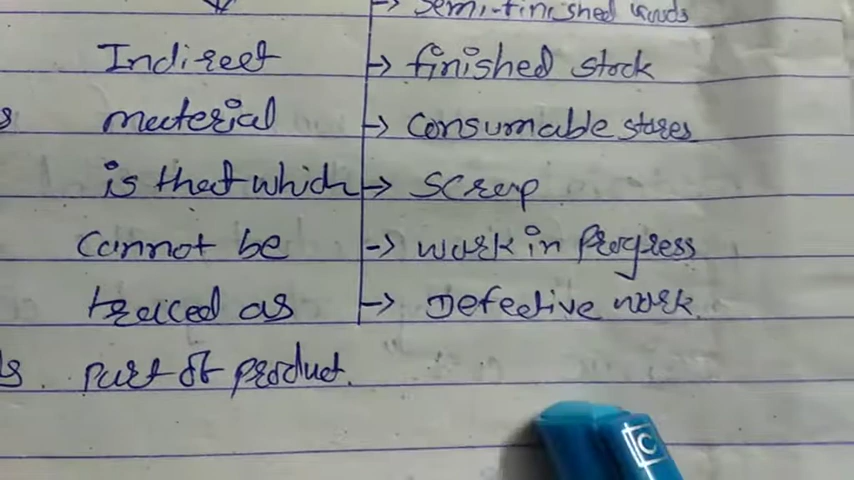 → Semi-finished Goods
Indirect → finished stock
s material → Consumable stores
is that which → Scrap
Cannot be → work in Progress
traced as → Defective work.
s. part of product.
C